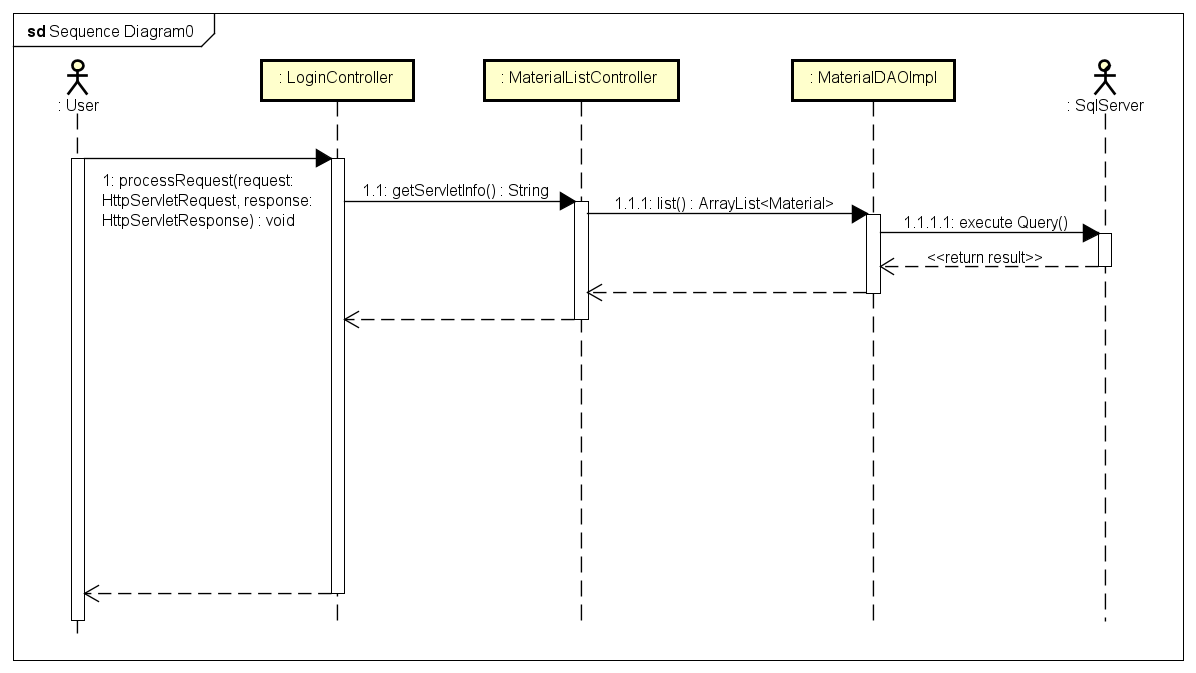 sd Sequence Diagram0
: User
: LoginController
: MaterialListController
: MaterialDAOImpl
: SqlServer
1: processRequest(request:
HttpServletRequest, response:
HttpServletResponse) : void
1.1: getServletInfo() : String
1.1.1: list() : ArrayList<Material>
1.1.1.1: execute Query()
<<return result>>